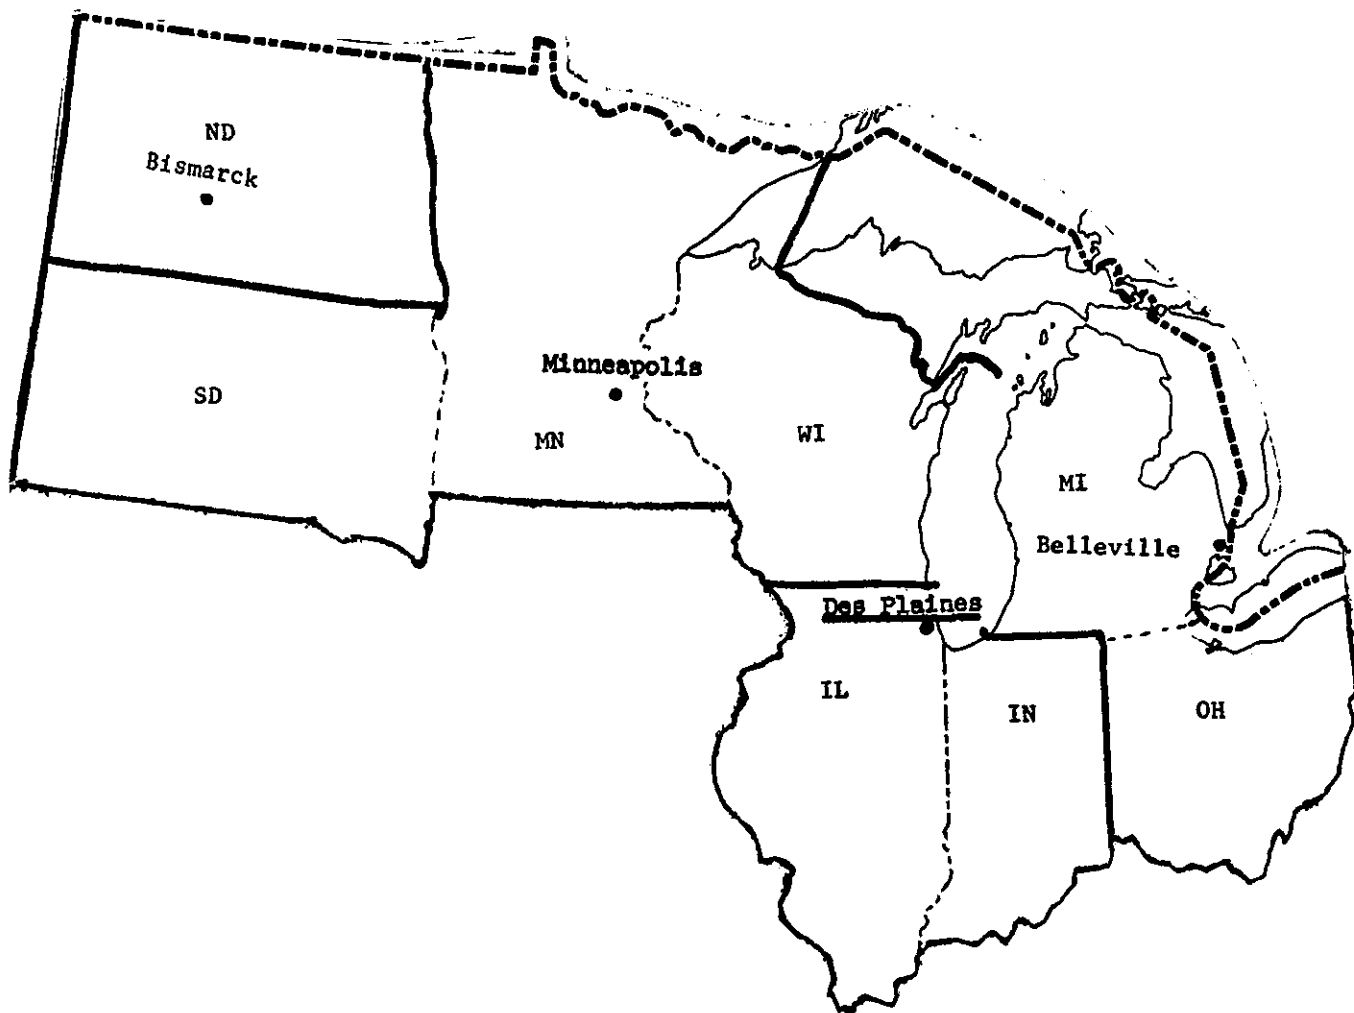 ND
Bismarck
Minneapolis
SD
MN
WI
MI
Belleville
Des Plaines
IL
IN
OH